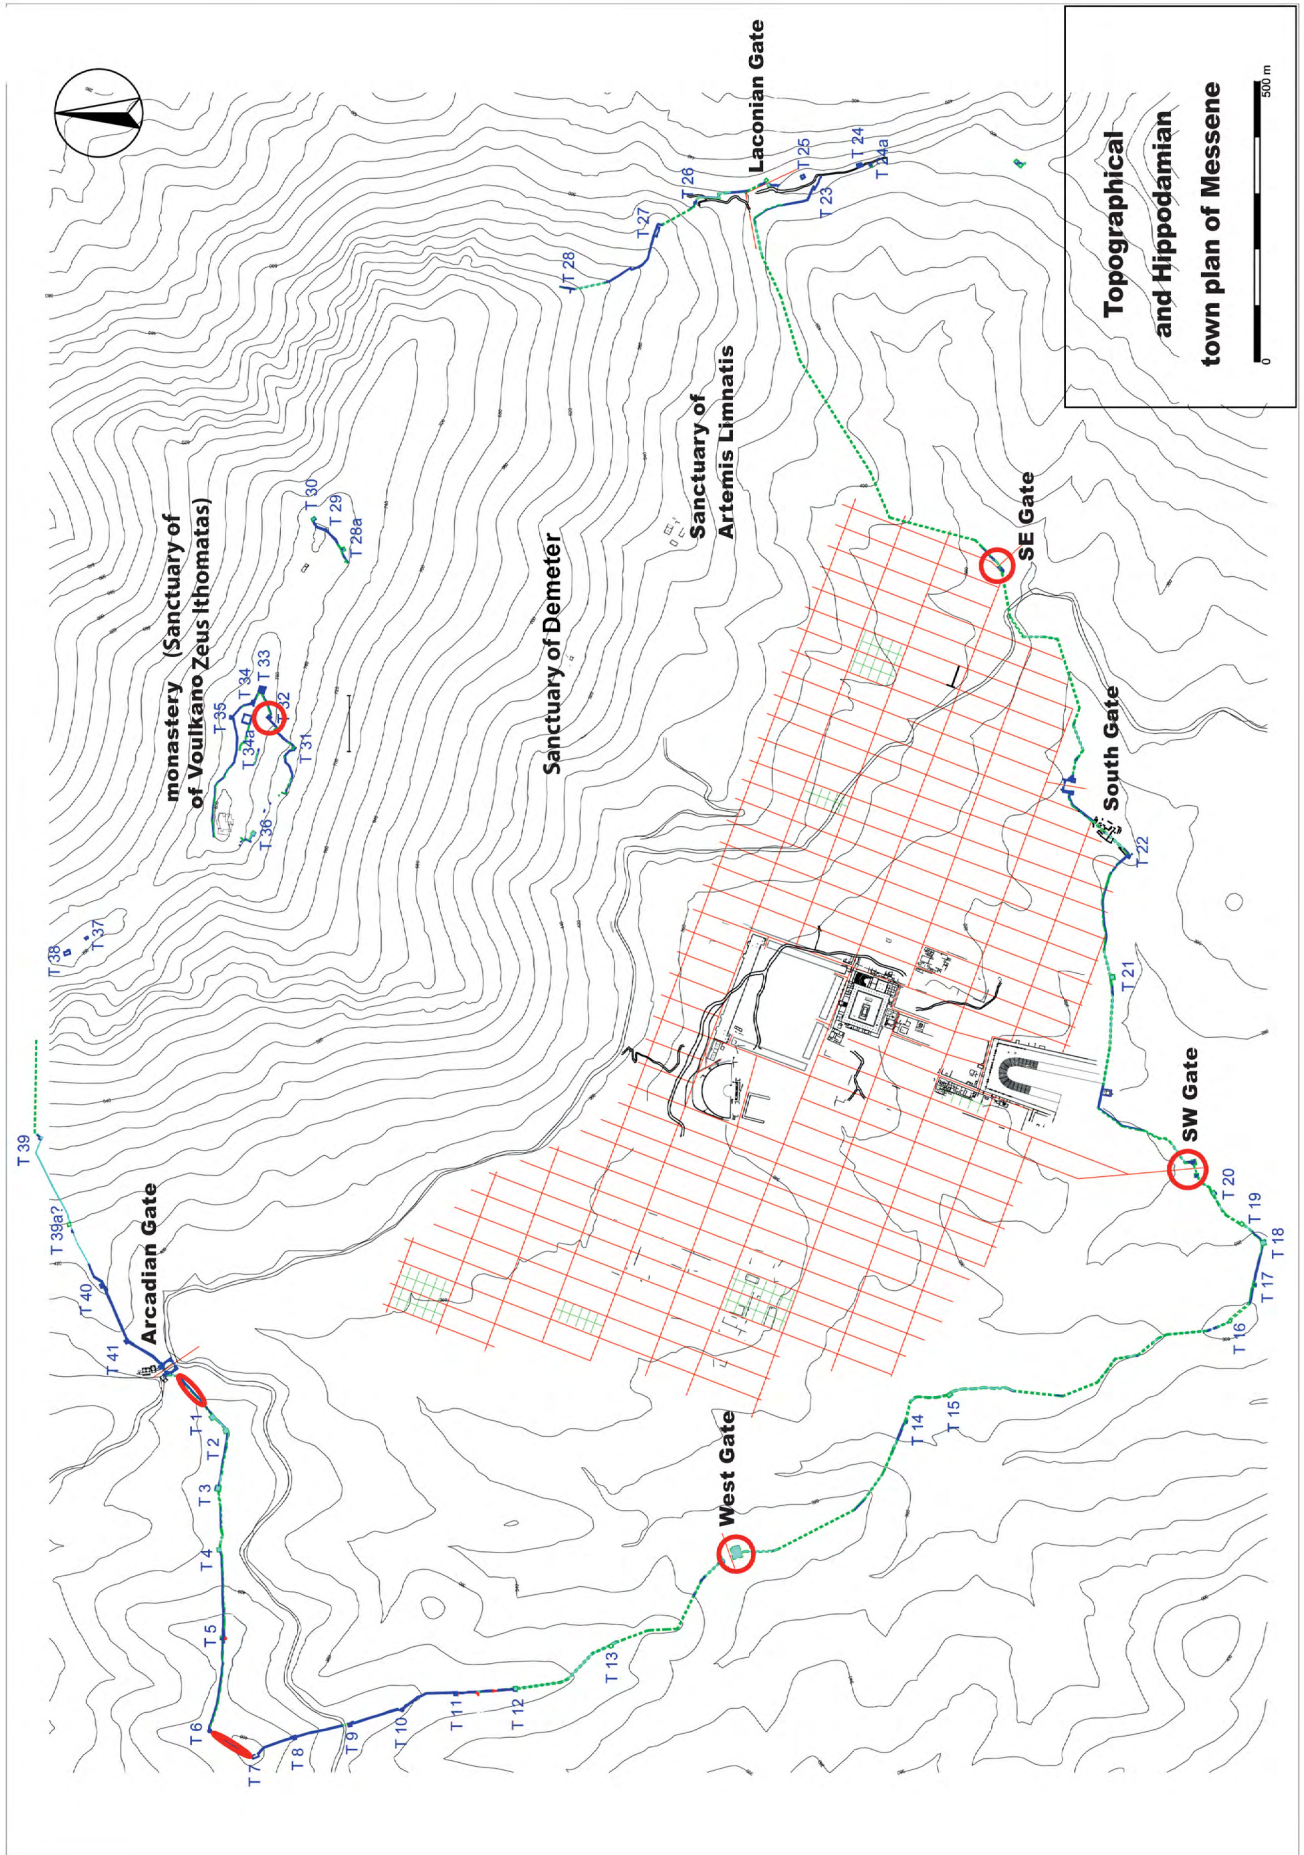 Topographical
and Hippodamian
town plan of Messene
0
500 m
Arcadian Gate
monastery (Sanctuary of
of Voulkano Zeus Ithomatas)
Sanctuary of Demeter
Sanctuary of
Artemis Limnatis
Laconian Gate
West Gate
SW Gate
South Gate
SE Gate
T 1
T 2
T 3
T 4
T 5
T 6
T 7
T 8
T 9
T 10
T 11
T 12
T 13
T 14
T 15
T 16
T 17
T 18
T 19
T 20
T 21
T 22
T 23
T 24
T 24a
T 25
T 26
T 27
T 28
T 28a
T 29
T 30
T 31
T 32
T 33
T 34
T 34a
T 35
T 36
T 37
T 38
T 39
T 39a?
T 40
T 41